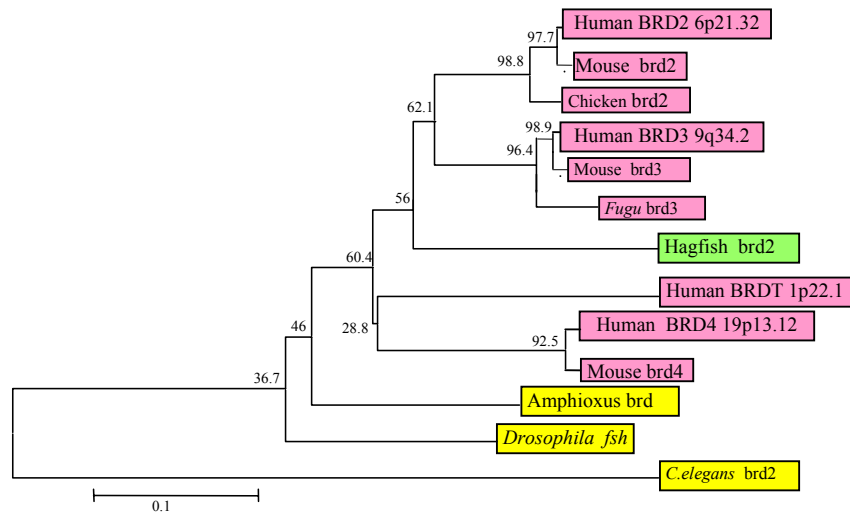 Human BRD2 6p21.32
97.7
98.8
Mouse brd2
Chicken brd2
62.1
98.9
Human BRD3 9q34.2
96.4
Mouse brd3
56
Fugu brd3
Hagfish brd2
60.4
Human BRDT 1p22.1
46
28.8
Human BRD4 19p13.12
92.5
Mouse brd4
36.7
Amphioxus brd
Drosophila fsh
C.elegans brd2
0.1